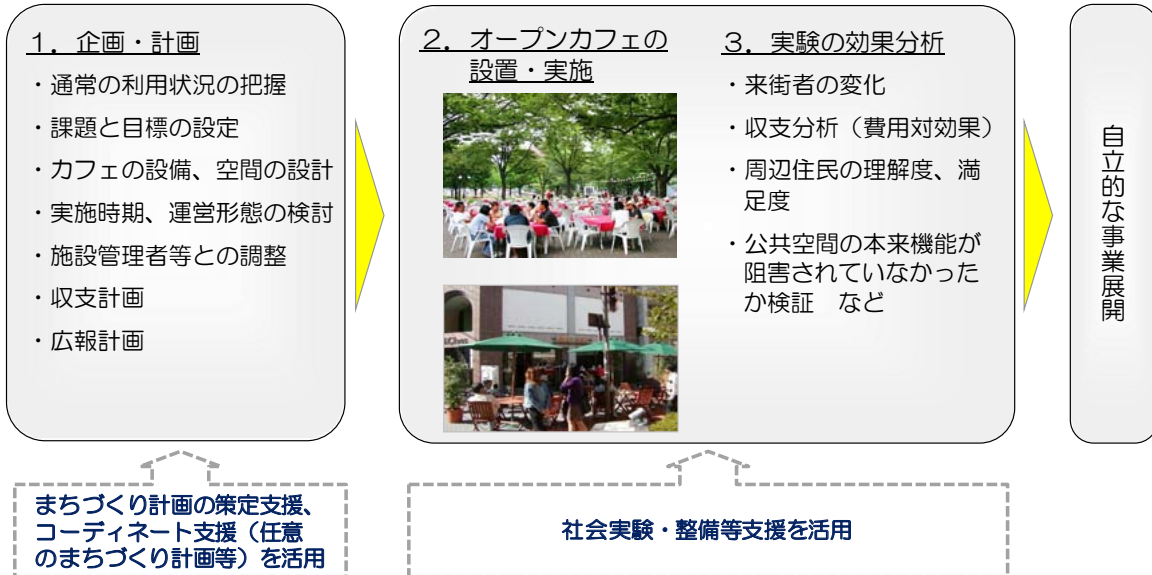 1．企画・計画
・通常の利用状況の把握
・課題と目標の設定
・カフェの設備、空間の設計
・実施時期、運営形態の検討
・施設管理者等との調整
・収支計画
・広報計画
2．オープンカフェの
設置・実施
3．実験の効果分析
・来街者の変化
・収支分析（費用対効果）
・周辺住民の理解度、満
足度
・公共空間の本来機能が
阻害されていなかった
か検証　など
自立的な事業展開
まちづくり計画の策定支援、
コーディネート支援（任意
のまちづくり計画等）を活用
社会実験・整備等支援を活用